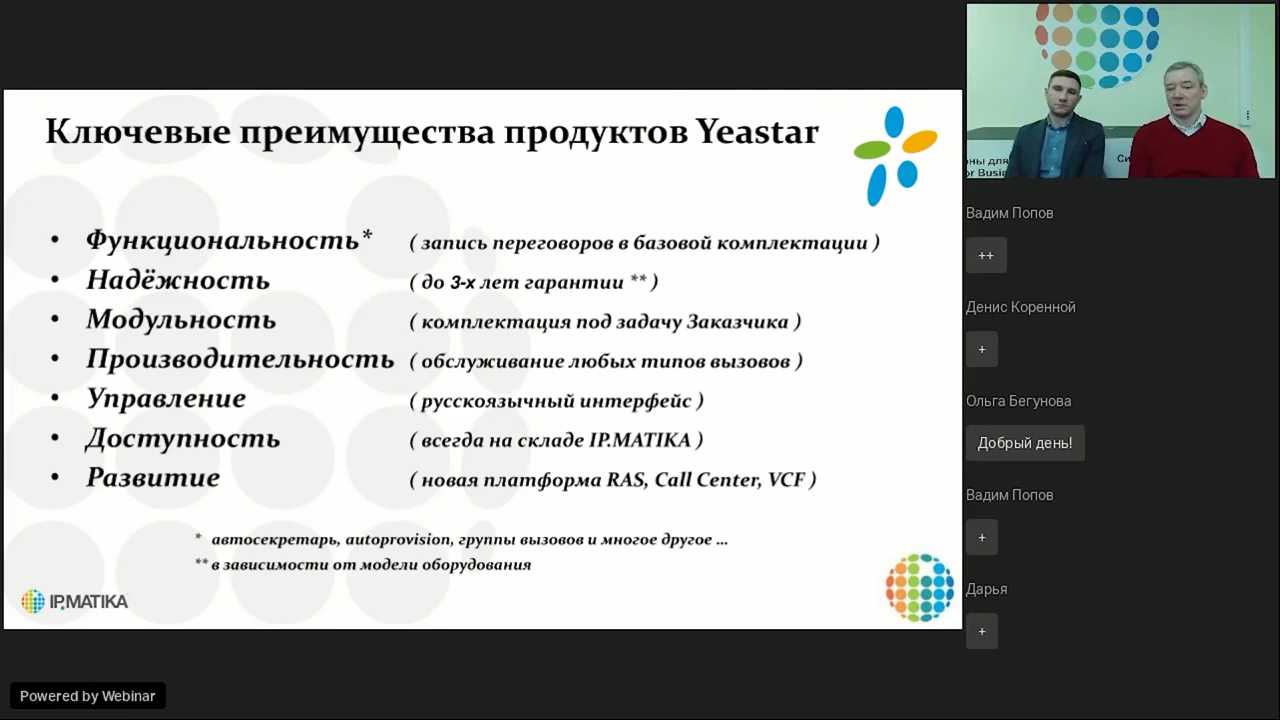 Ключевые преимущества продуктов Yeastar
• Функциональность* ( запись переговоров в базовой комплектации )
• Надёжность ( до 3-х лет гарантии ** )
• Модульность ( комплектация под задачу Заказчика )
• Производительность ( обслуживание любых типов вызовов )
• Управление ( русскоязычный интерфейс )
• Доступность ( всегда на складе IP.MATIKA )
• Развитие ( новая платформа RAS, Call Center, VCF )
* автосекретарь, autoprovision, группы вызовов и многое другое ...
** в зависимости от модели оборудования
IP.MATIKA
Powered by Webinar
Вадим Попов
++
Денис Коренной
+
Ольга Бегунова
Добрый день!
Вадим Попов
+
Дарья
+